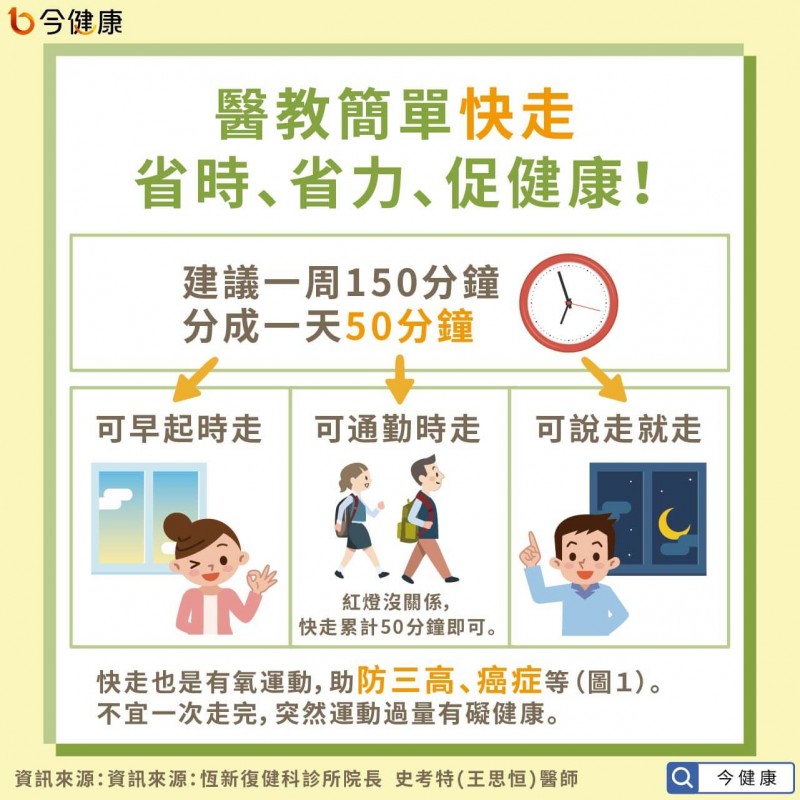 今健康
醫教簡單快走
省時、省力、促健康！
建議一周150分鐘
分成一天50分鐘
可早起時走
可通勤時走
紅燈沒關係，
快走累計50分鐘即可。
可說走就走
快走也是有氧運動，助防三高、癌症等（圖1）。
不宜一次走完，突然運動過量有礙健康。
資訊來源：資訊來源：恆新復健科診所院長 史考特(王思恒)醫師
今健康